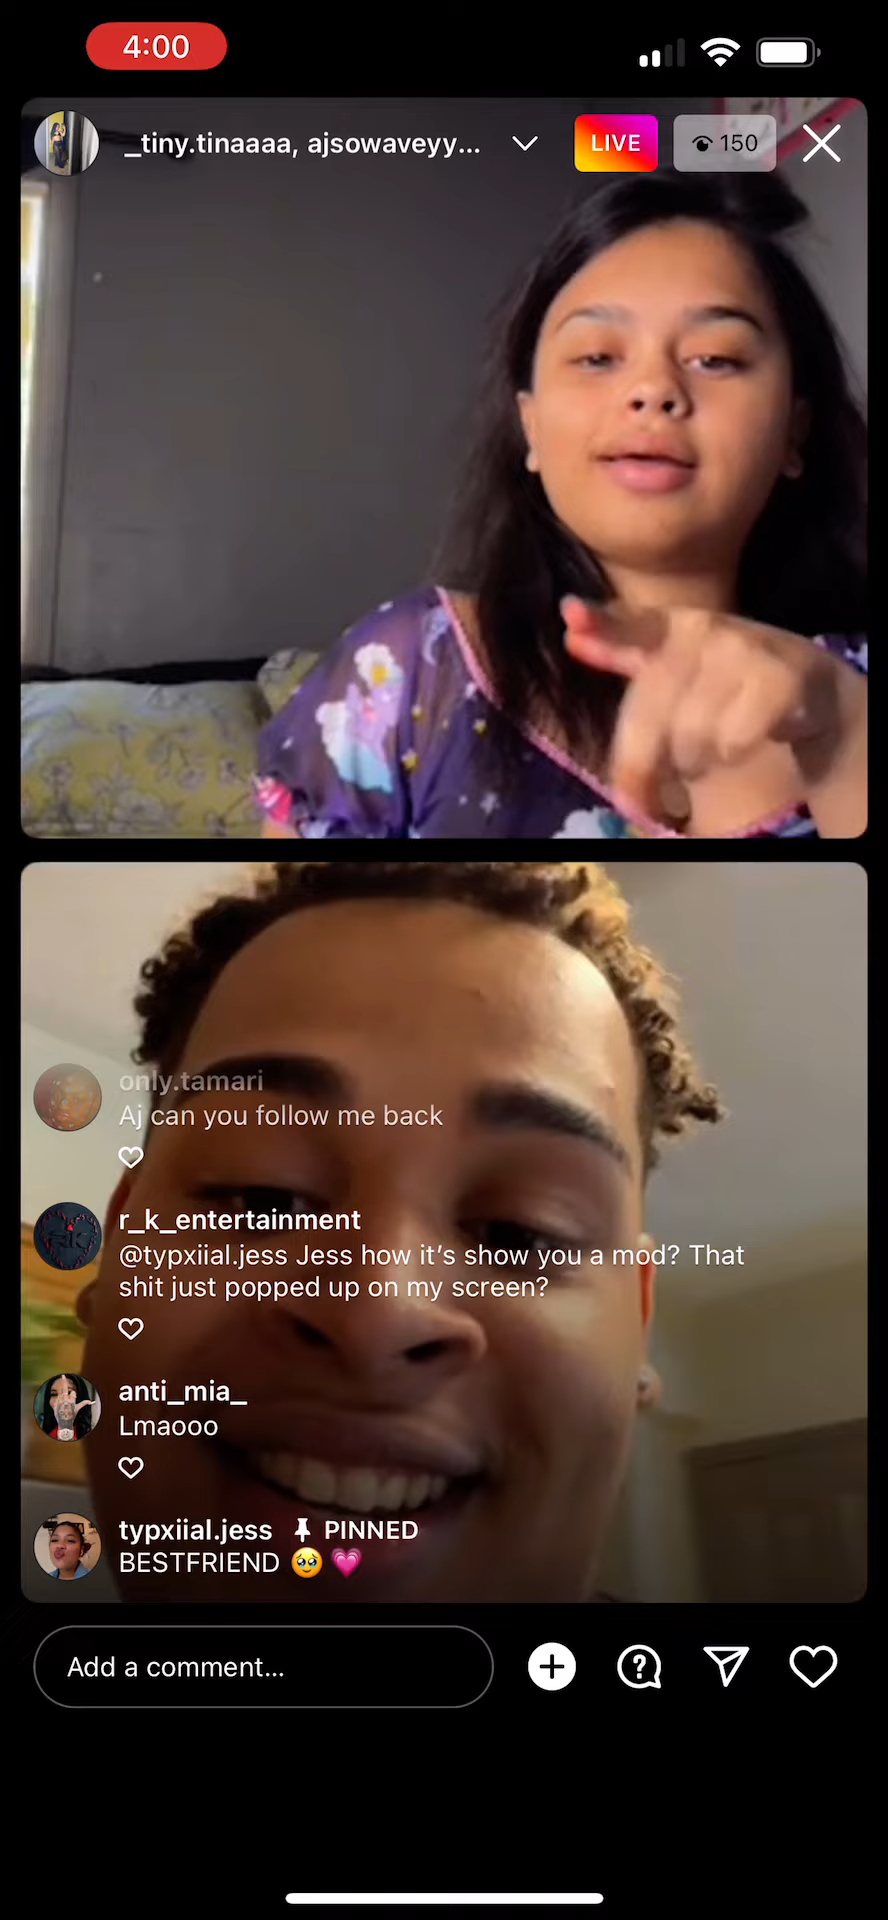 4:00
_tiny.tinaaaa, ajsowaveyy...
LIVE
150
only.tamari
Aj can you follow me back
r_k_entertainment
@typxiial.jess Jess how it’s show you a mod? That
shit just popped up on my screen?
anti_mia_
Lmaooo
typxiial.jess PINNED
BESTFRIEND 🥹💗
Add a comment...